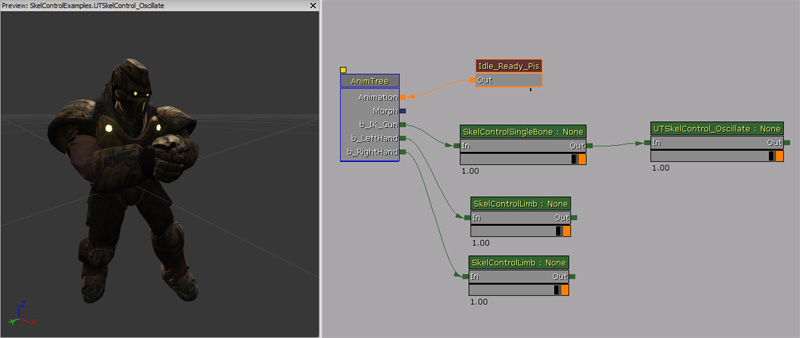 Preview: SkelControlExamples.UTSkelControl_Oscillate
AnimTree
Animation
Morph
b_IK_Gun
b_LeftHand
b_RightHand
Idle_Ready_Pis
Out
SkelControlSingleBone : None
In Out
1.00
UTSkelControl_Oscillate : None
In Out
1.00
SkelControlLimb : None
In Out
1.00
SkelControlLimb : None
In Out
1.00
Z
Y
X